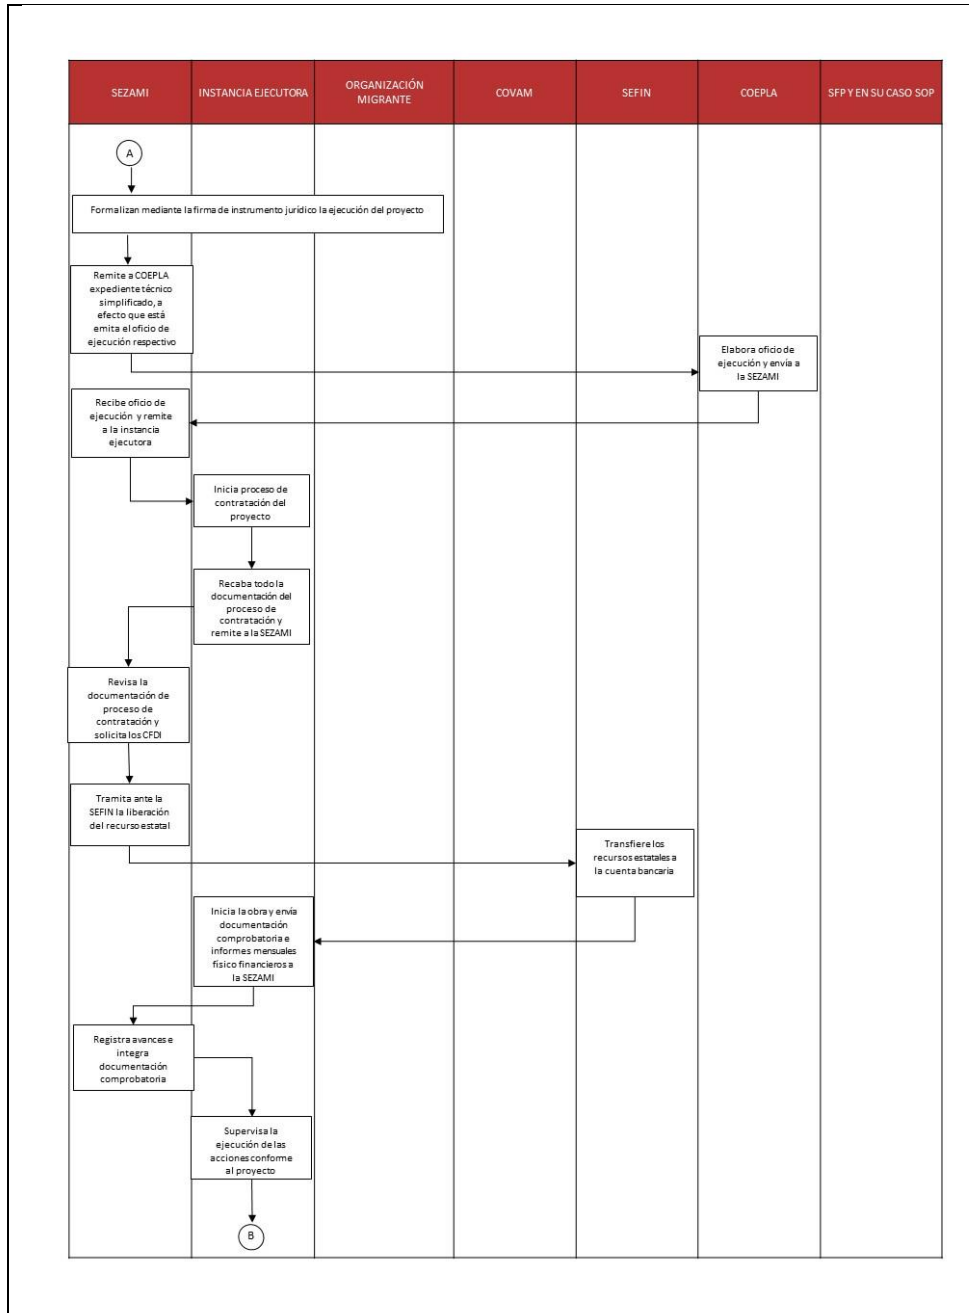 SEZAMI
INSTANCIA EJECUTORA
ORGANIZACIÓN
MIGRANTE
COVAM
SEFIN
COEPLA
SFP Y EN SU CASO SOP
A
Formalizan mediante la firma de instrumento jurídico la ejecución del proyecto
Remite a COEPLA
expediente técnico
simplificado, a
efecto que está
emita el oficio de
ejecución respectivo
Elabora oficio de
ejecución y envía a
la SEZAMI
Recibe oficio de
ejecución y remite
a la instancia
ejecutora
Inicia proceso de
contratación del
proyecto
Recaba todo la
documentación del
proceso de
contratación y
remite a la SEZAMI
Revisa la
documentación de
proceso de
contratación y
solicita los CFDI
Tramita ante la
SEFIN la liberación
del recurso estatal
Transfiere los
recursos estatales a
la cuenta bancaria
Inicia la obra y envía
documentación
comprobatoria e
informes mensuales
físico financieros a
la SEZAMI
Registra avances e
integra
documentación
comprobatoria
Supervisa la
ejecución de las
acciones conforme
al proyecto
B